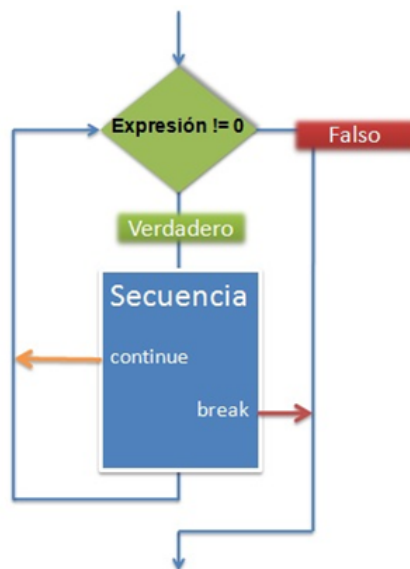 Expresión != 0
Falso
Verdadero
Secuencia
continue
break